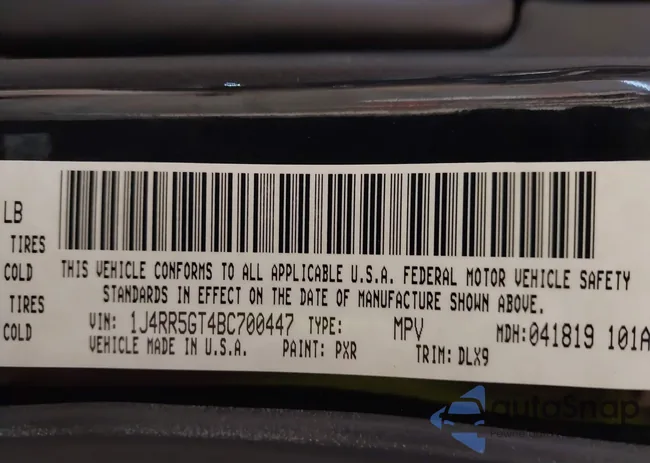 LB
TIRES
COLD
TIRES
COLD
THIS VEHICLE CONFORMS TO ALL APPLICABLE U.S.A. FEDERAL MOTOR VEHICLE SAFETY
STANDARDS IN EFFECT ON THE DATE OF MANUFACTURE SHOWN ABOVE.
VIN: 1J4RR5GT4BC700447 TYPE: MPV MDH:041819 101A
VEHICLE MADE IN U.S.A. PAINT: PXR TRIM: DLX9
autoSnap